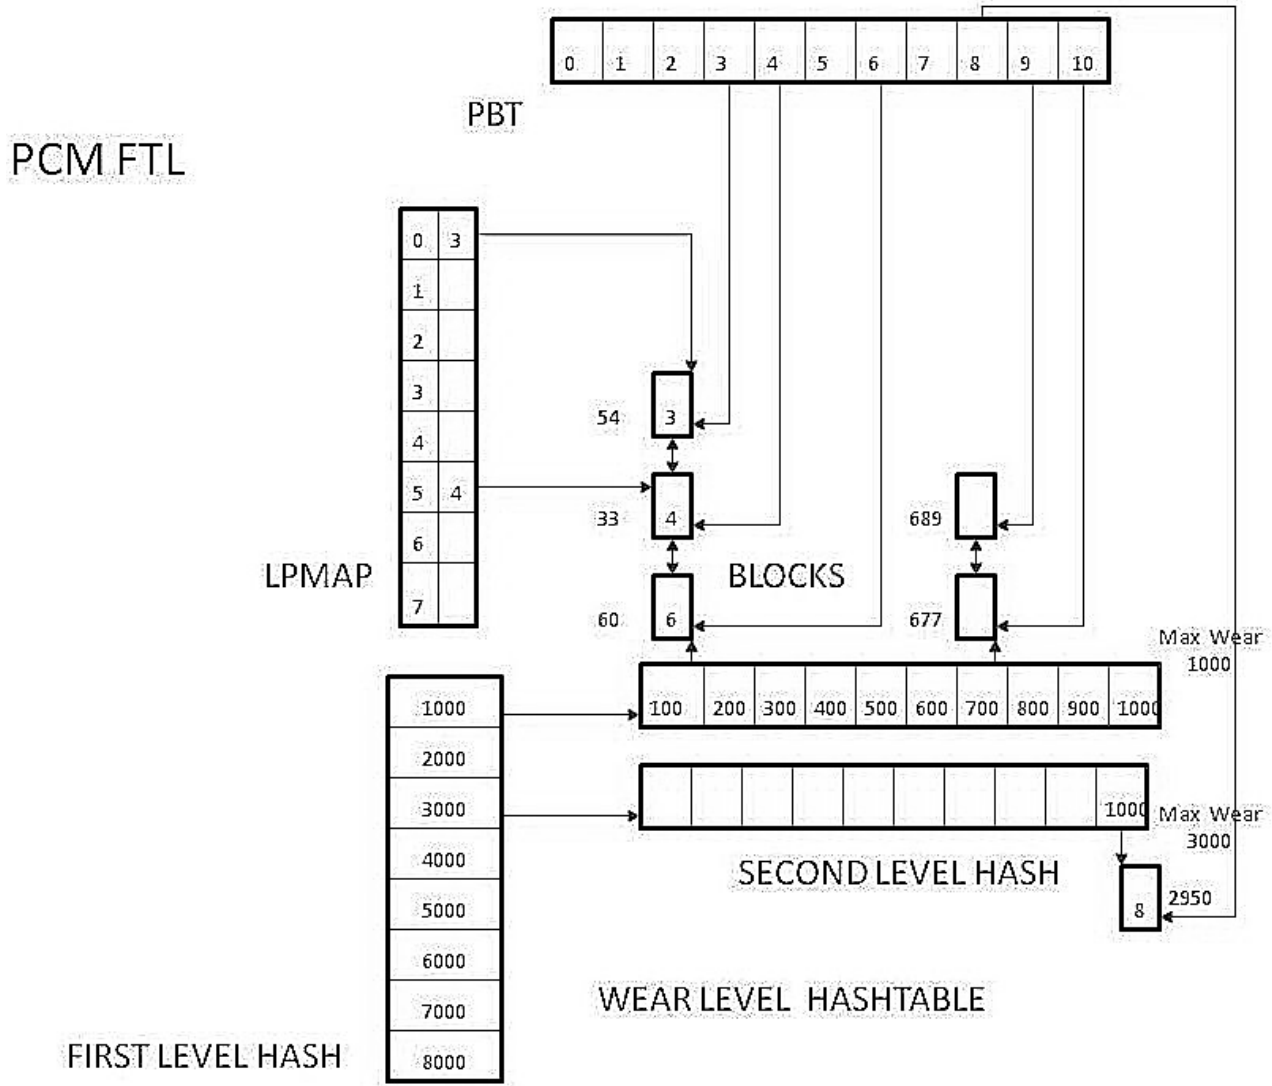 0 1 2 3 4 5 6 7 8 9 10
PBT
PCM FTL
0 3
1
2
3
4
5 4
6
7
LPMAP
54 3
33 4
60 6
BLOCKS
689
677
Max Wear
1000
100 200 300 400 500 600 700 800 900 1000
1000
Max Wear
3000
SECOND LEVEL HASH
8 2950
1000
2000
3000
4000
5000
6000
7000
8000
WEAR LEVEL HASHTABLE
FIRST LEVEL HASH